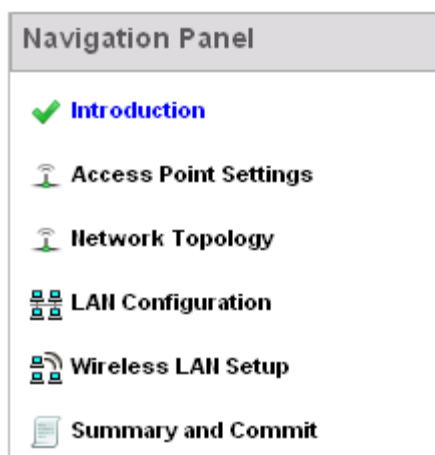 Navigation Panel
Introduction
Access Point Settings
Network Topology
LAN Configuration
Wireless LAN Setup
Summary and Commit